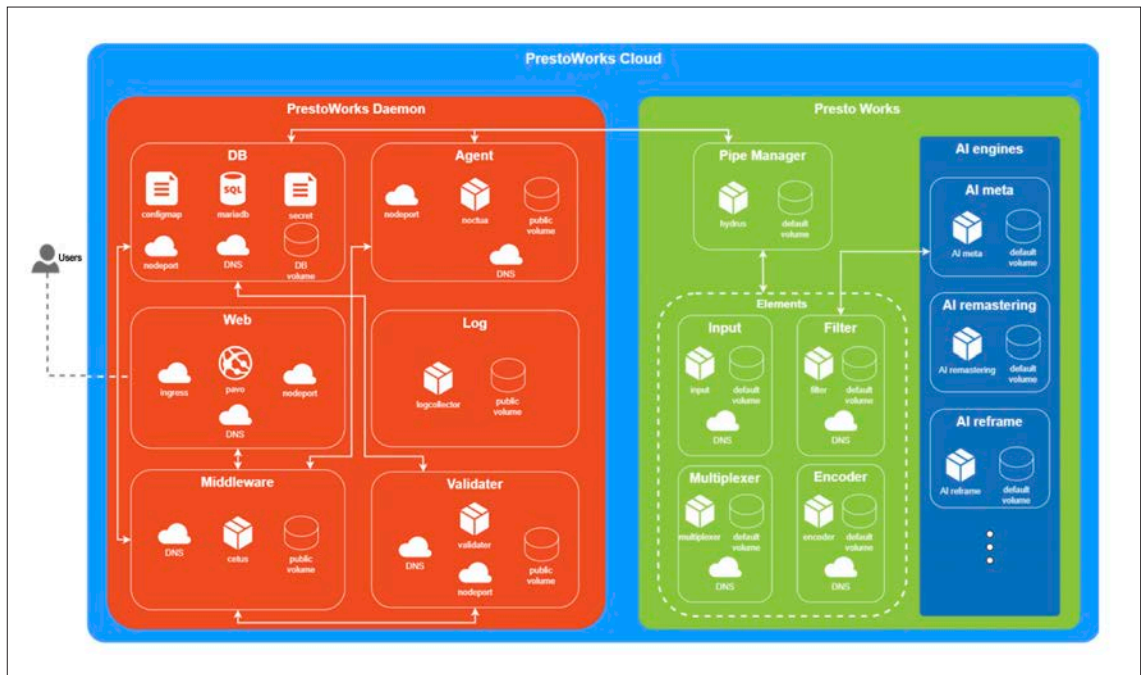 PrestoWorks Cloud
PrestoWorks Daemon
DB
configmap
mariadb
SQL
secret
nodeport
DNS
DB
volume
Agent
nodeport
noctua
public
volume
DNS
Users
Web
ingress
pavo
nodeport
DNS
Log
logcollector
public
volume
Middleware
DNS
cetus
public
volume
Validater
DNS
validater
nodeport
public
volume
Presto Works
Pipe Manager
hydrus
default
volume
Elements
Input
input
default
volume
DNS
Filter
filter
default
volume
DNS
Multiplexer
multiplexer
default
volume
DNS
Encoder
encoder
default
volume
DNS
AI engines
AI meta
AI meta
default
volume
AI remastering
AI remastering
default
volume
AI reframe
AI reframe
default
volume